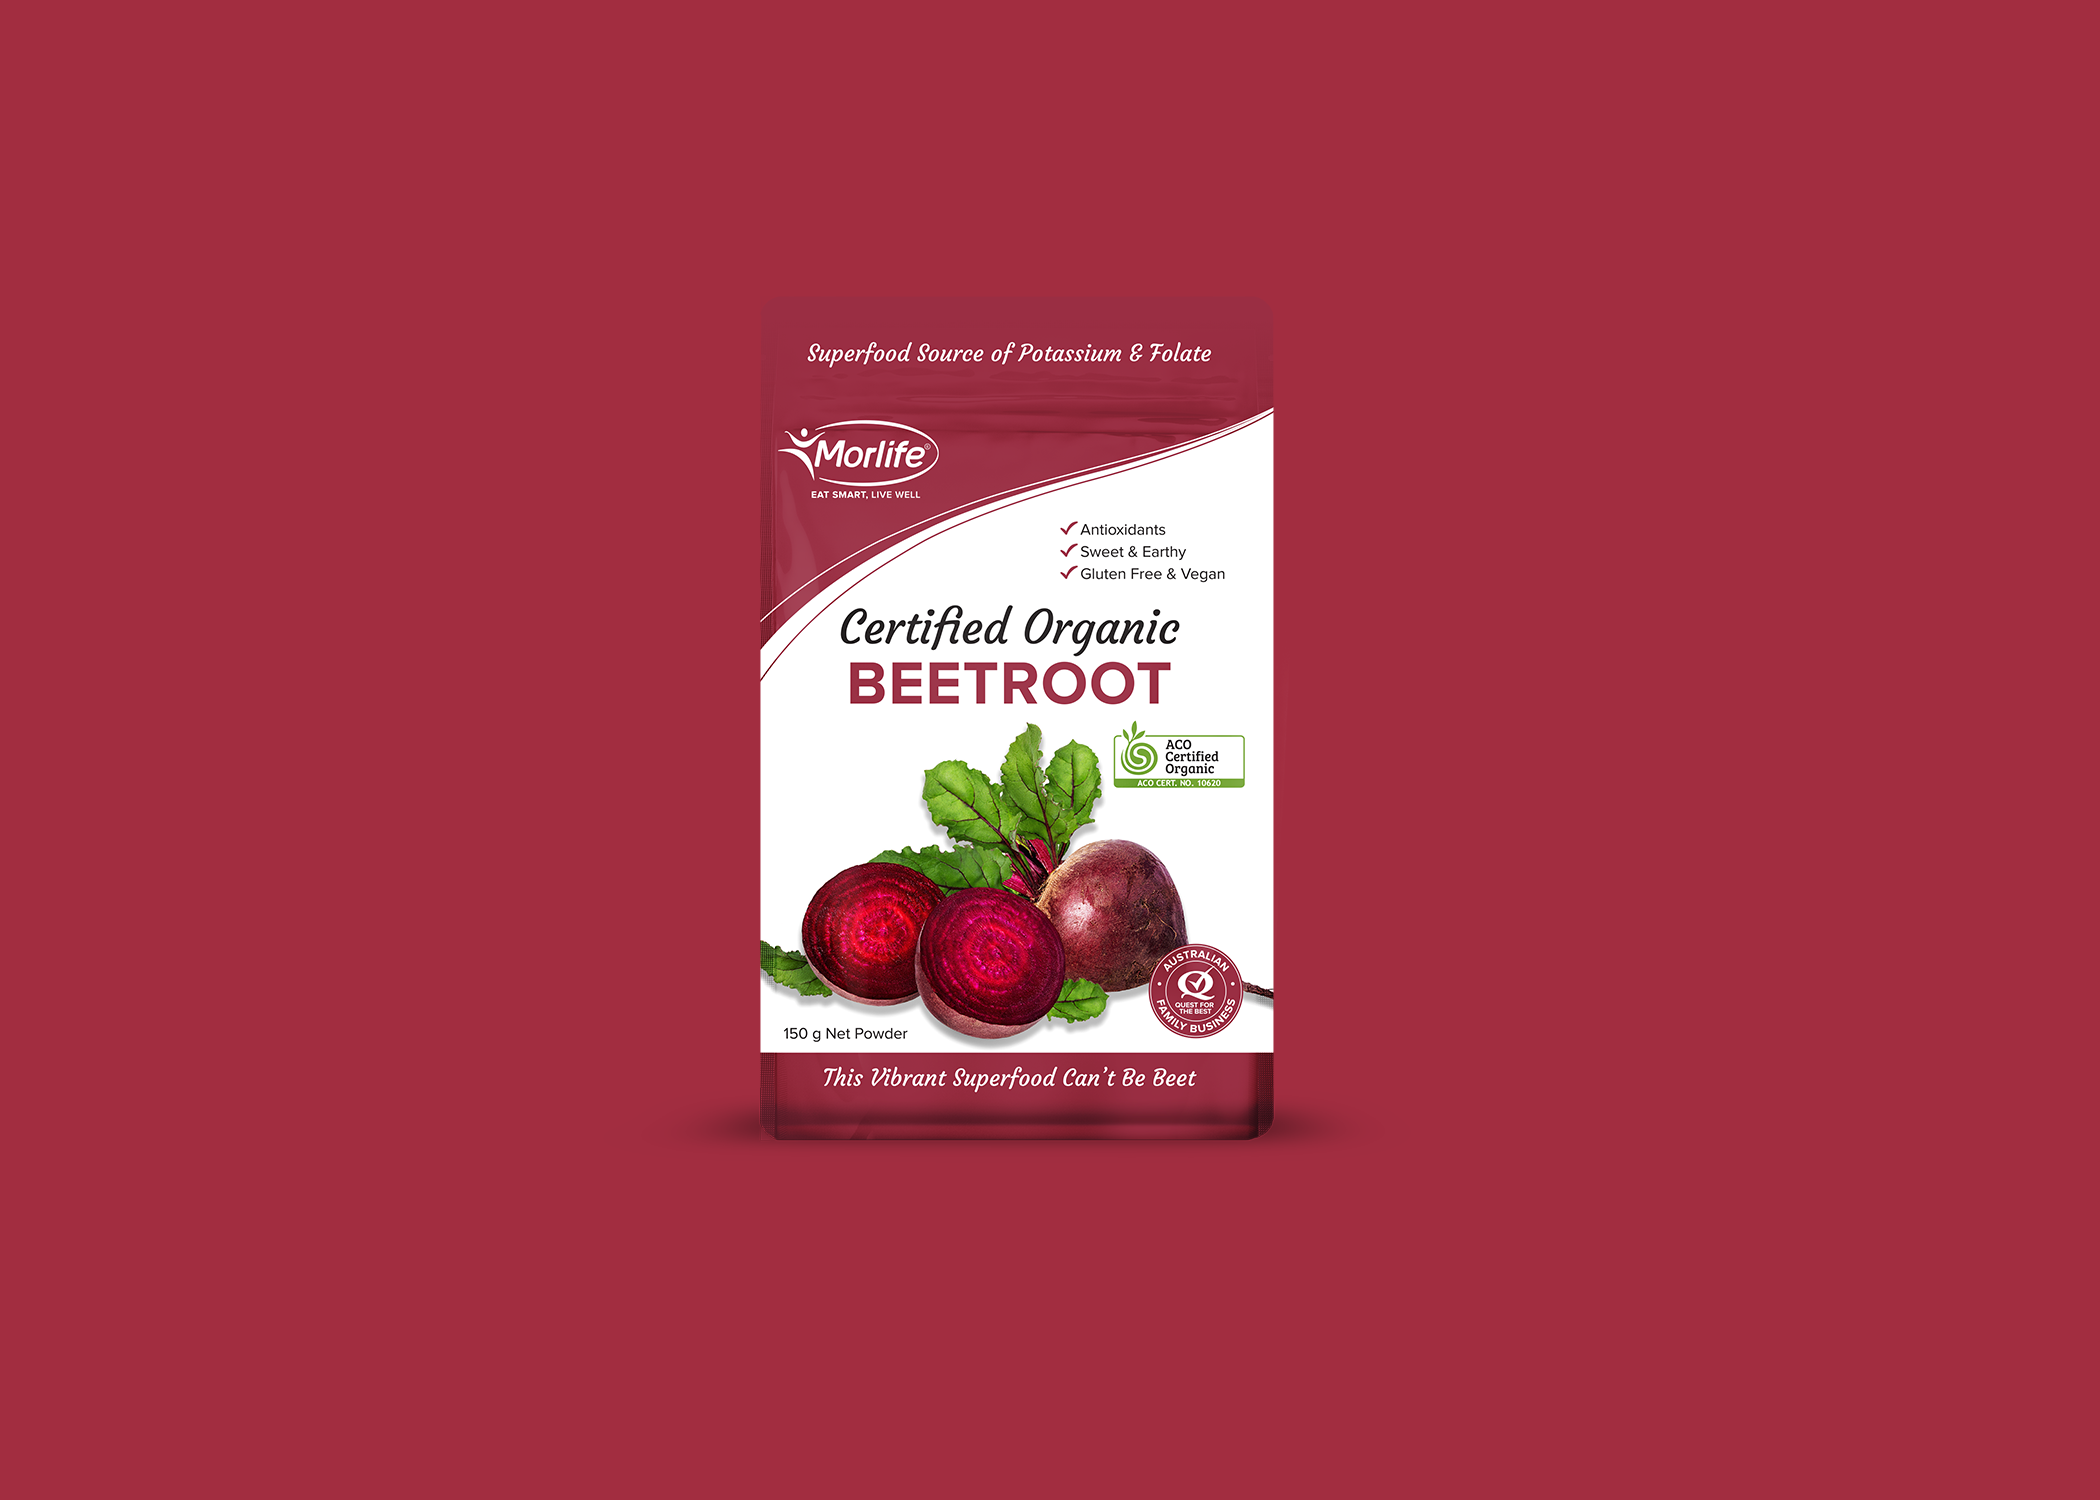 Superfood Source of Potassium & Folate
Morlife®
EAT SMART, LIVE WELL
Antioxidants
Sweet & Earthy
Gluten Free & Vegan
Certified Organic
BEETROOT
ACO
Certified
Organic
ACO CERT. NO. 10620
AUSTRALIAN
QUEST FOR
THE BEST
FAMILY BUSINESS
150 g Net Powder
This Vibrant Superfood Can't Be Beet